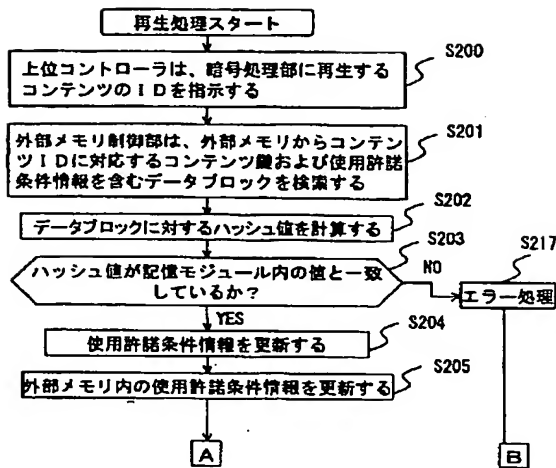 再生処理スタート
S200
上位コントローラは、暗号処理部に再生する
コンテンツのＩＤを指示する
S201
外部メモリ制御部は、外部メモリからコンテン
ツＩＤに対応するコンテンツ鍵および使用許諾
条件情報を含むデータブロックを検索する
S202
データブロックに対するハッシュ値を計算する
S203
ハッシュ値が記憶モジュール内の値と一致
しているか？
NO
S217
エラー処理
YES
S204
使用許諾条件情報を更新する
S205
外部メモリ内の使用許諾条件情報を更新する
A
B